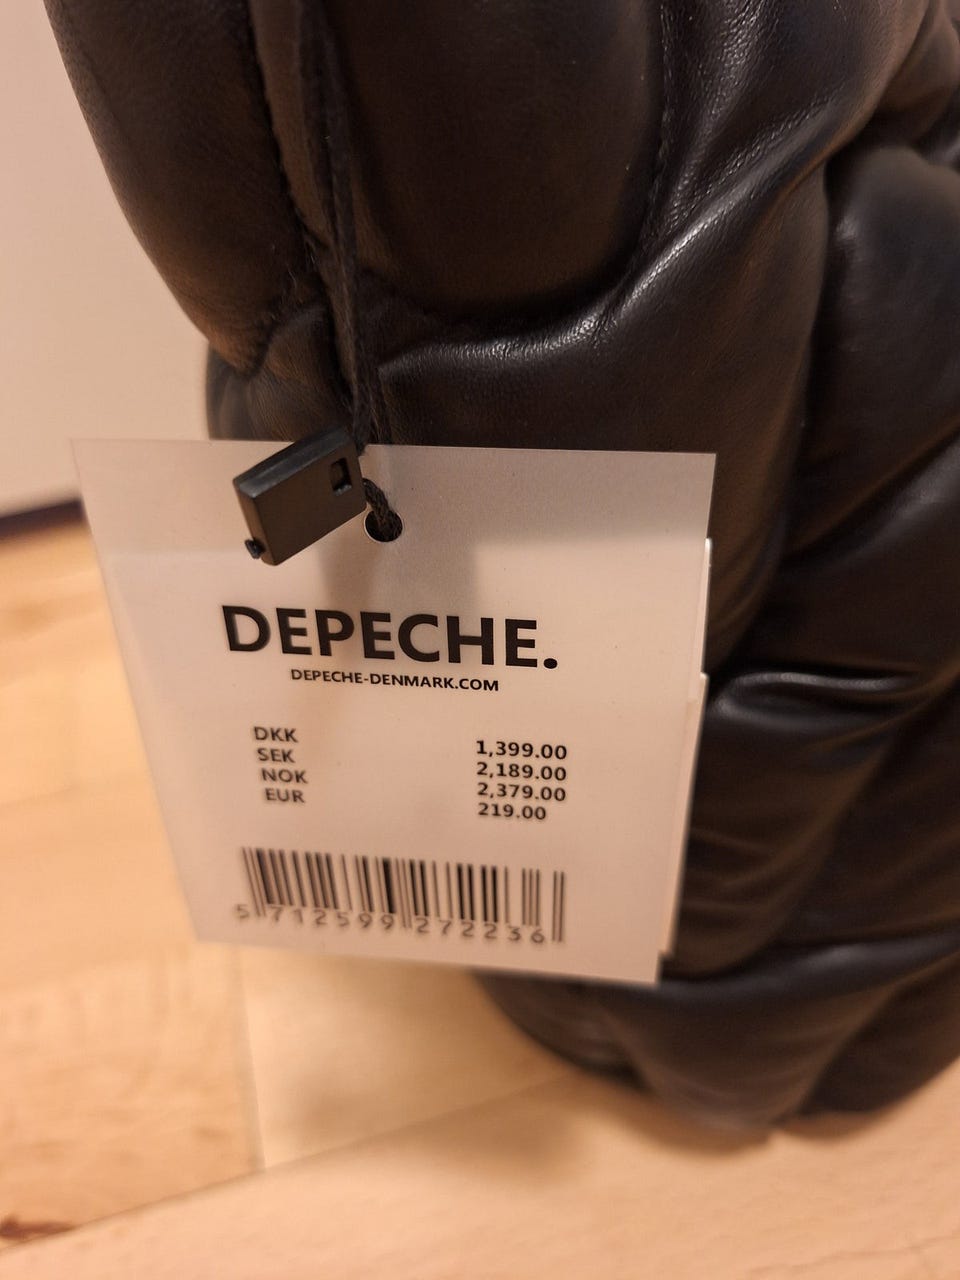 DEPECHE.
DEPECHE-DENMARK.COM
DKK 1,399.00
SEK 2,189.00
NOK 2,379.00
EUR 219.00
5 712599 272236